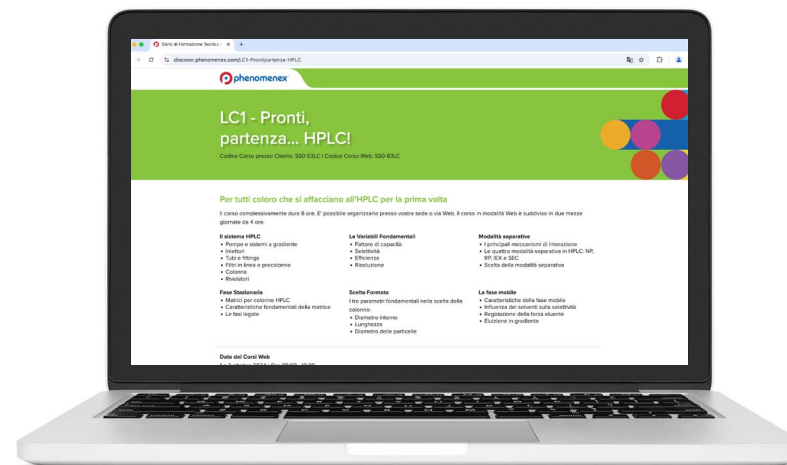 Corsi di Formazione Tecnica
discover.phenomenex.com/LC1-Prontipartenza-HPLC
phenomenex
LC1 - Pronti,
partenza... HPLC!
Codice Corso presso Cliente: SS0-53LC I Codice Corso Web: SS0-83LC
Per tutti coloro che si affacciano all'HPLC per la prima volta
Il corso complessivamente dura 8 ore. E' possibile organizzarlo presso vostra sede o via Web. Il corso in modalità Web è suddiviso in due mezze
giornate da 4 ore.
Il sistema HPLC
• Pompe e sistemi a gradiente
• Iniettori
• Tubi e fittings
• Filtri in linea e precolonne
• Colonna
• Rivelatori
Le Variabili Fondamentali
• Fattore di capacità
• Selettività
• Efficienza
• Risoluzione
Modalità separative
• I principali meccanismi di interazione
• Le quattro modalità separative in HPLC: NP,
RP, IEX e SEC
• Scelta della modalità separativa
Fase Stazionaria
• Matrici per colonne HPLC
• Caratteristiche fondamentali della matrice
• Le fasi legate
Scelta Formato
I tre parametri fondamentali nella scelta della
colonna:
• Diametro interno
• Lunghezza
• Diametro delle particelle
La fase mobile
• Caratteristiche della fase mobile
• Influenza dei solventi sulla selettività
• Regolazione della forza eluente
• Eluizione in gradiente
Date dei Corsi Web